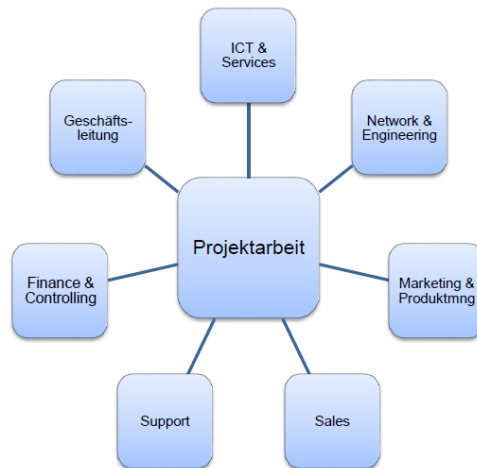 ICT &
Services
Geschäfts-
leitung
Network &
Engineering
Projektarbeit
Finance &
Controlling
Marketing &
Produktmng
Support
Sales